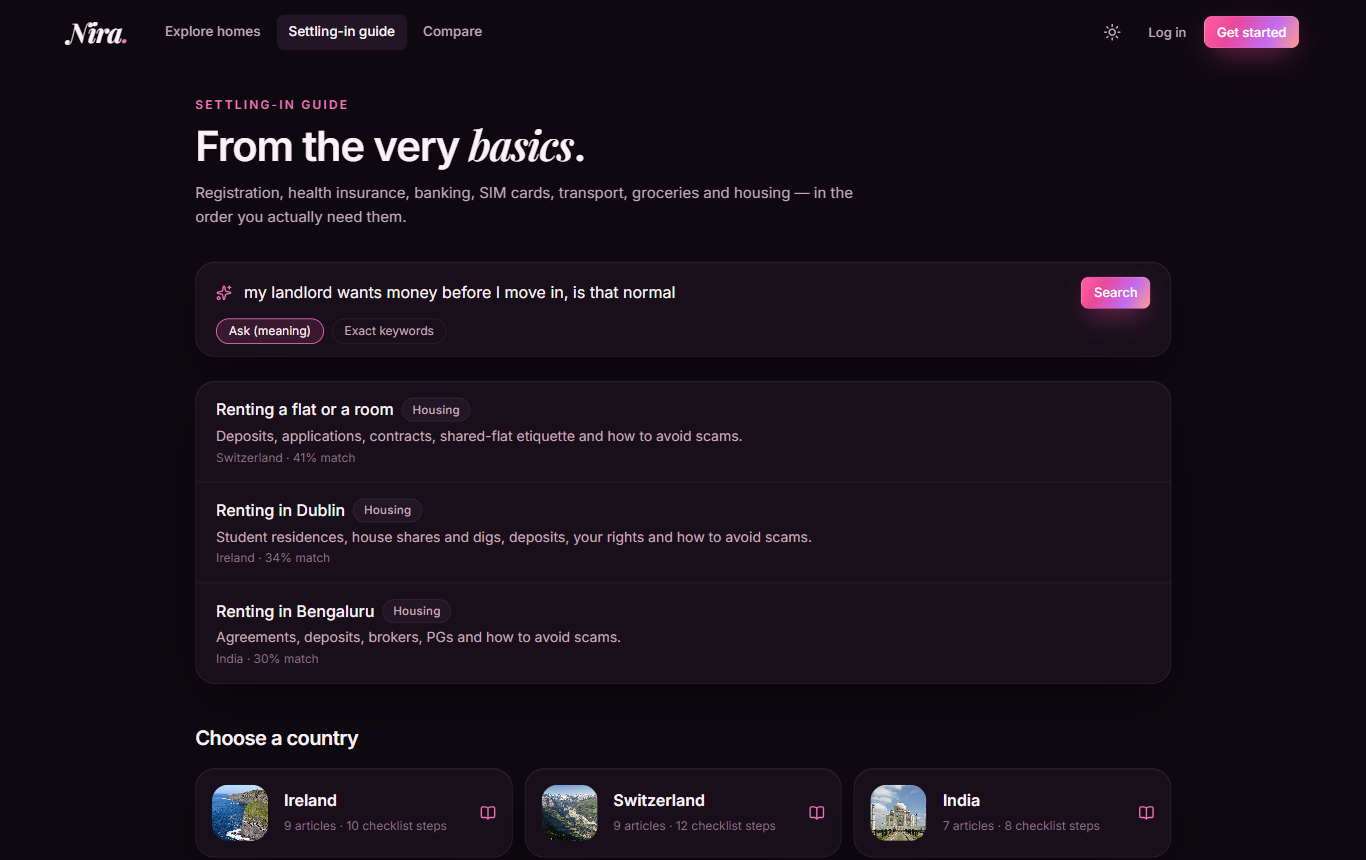 Nira.
Explore homes
Settling-in guide
Compare
Log in
Get started
SETTLING-IN GUIDE
From the very basics.
Registration, health insurance, banking, SIM cards, transport, groceries and housing — in the
order you actually need them.
my landlord wants money before I move in, is that normal
Search
Ask (meaning)
Exact keywords
Renting a flat or a room
Housing
Deposits, applications, contracts, shared-flat etiquette and how to avoid scams.
Switzerland · 41% match
Renting in Dublin
Housing
Student residences, house shares and digs, deposits, your rights and how to avoid scams.
Ireland · 34% match
Renting in Bengaluru
Housing
Agreements, deposits, brokers, PGs and how to avoid scams.
India · 30% match
Choose a country
Ireland
9 articles · 10 checklist steps
Switzerland
9 articles · 12 checklist steps
India
7 articles · 8 checklist steps